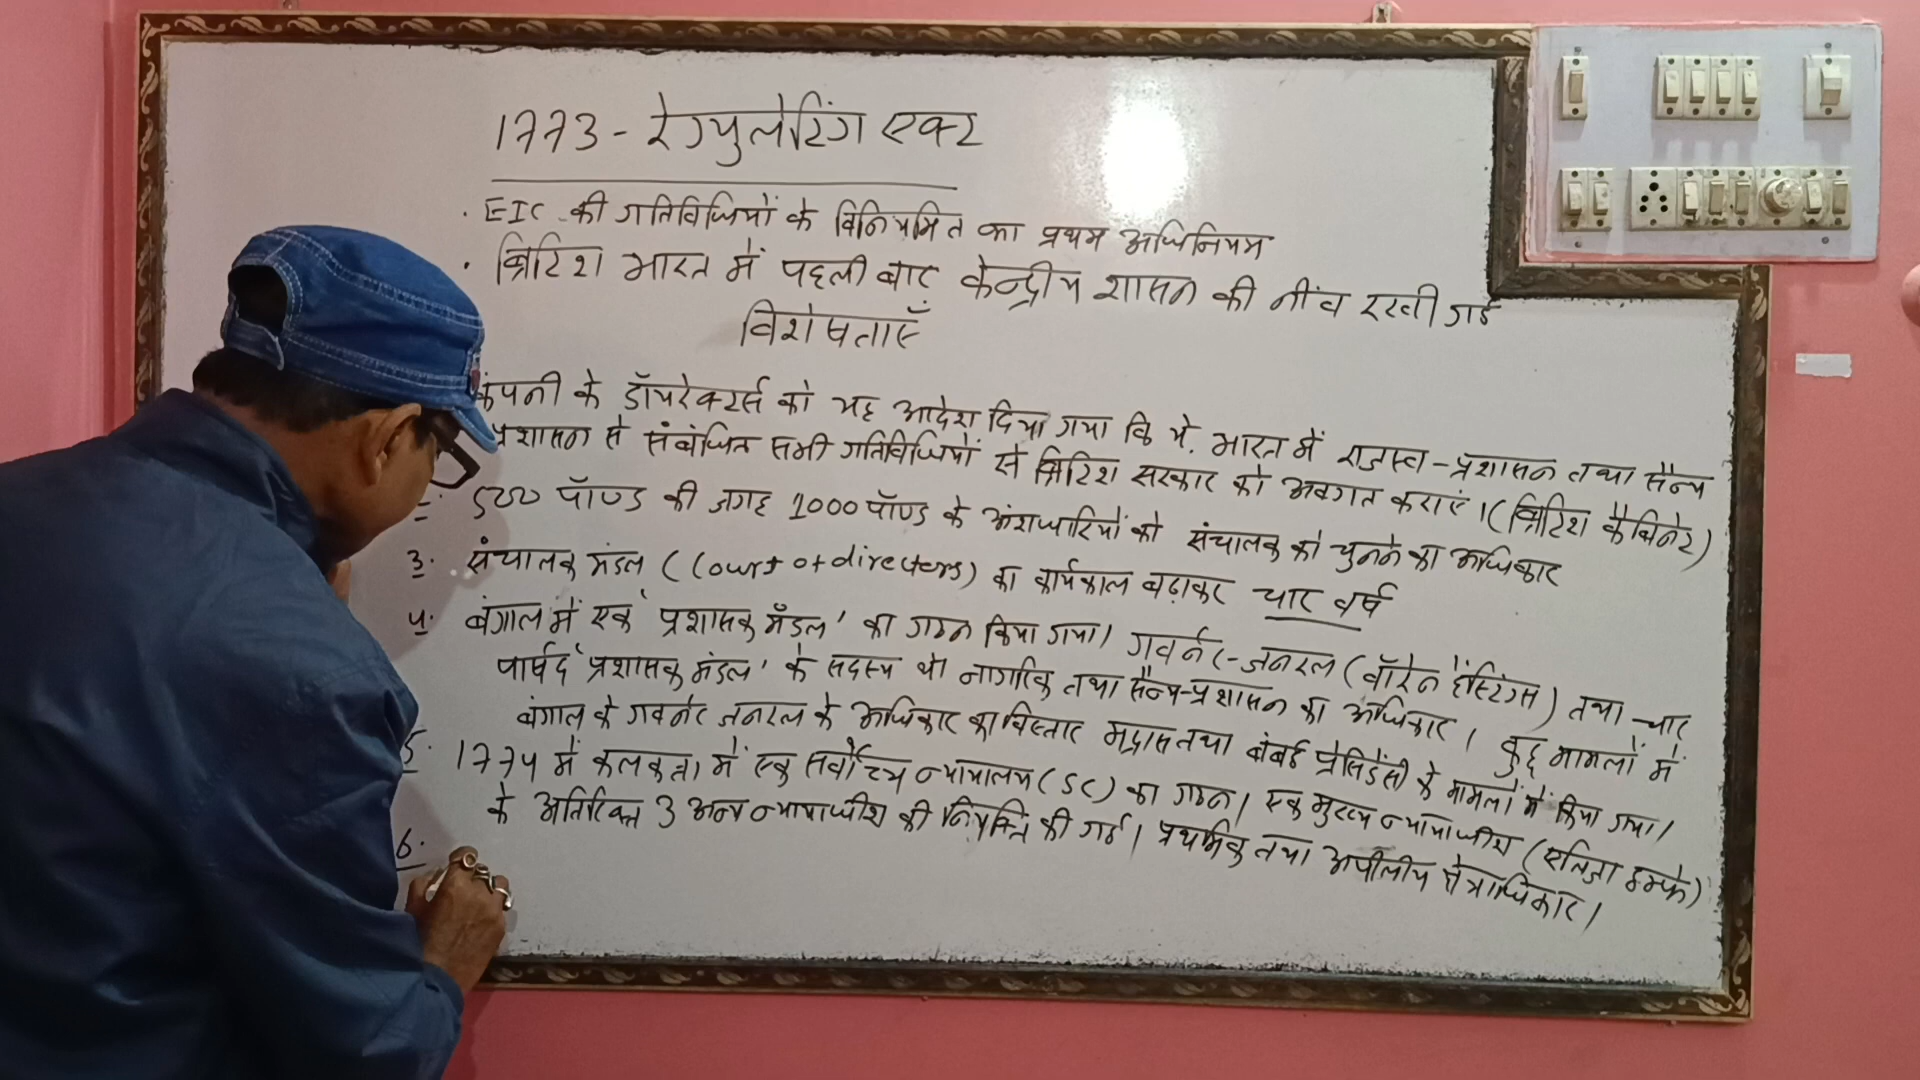 1773 - रेग्युलेटिंग एक्ट
· EIC की गतिविधियों के विनियमित का प्रथम अधिनियम
· ब्रिटिश भारत में पहली बार केन्द्रीय शासन की नींव रखी गई
विशेषताएँ
कंपनी के डॉयरेक्टर्स को यह आदेश दिया गया कि वे. भारत में राजस्व-प्रशासन तथा सैन्य
प्रशासन से संबंधित सभी गतिविधियों से ब्रिटिश सरकार को अवगत कराएं। (ब्रिटिश कैबिनेट)
500 पॉण्ड की जगह 1000 पॉण्ड के अंशधारियों को संचालक को चुनने का अधिकार
3. संचालक मंडल (Court of directers) का कार्यकाल बढ़ाकर चार वर्ष
4. बंगाल में एक 'प्रशासक मँडल' का गठन किया गया। गवर्नर-जनरल (वॉरेन हैस्टिंग्स) तथा चार
पार्षद 'प्रशासक मंडल' के सदस्य थे। नागरिक तथा सैन्य-प्रशासन का अधिकार। कुछ मामलों में
बंगाल के गवर्नर जनरल के अधिकार का विस्तार मद्रास तथा बंबई प्रेसिडेंसी के मामलों में किया गया।
5. 1774 में कलकत्ता में एक सर्वोच्च न्यायालय (SC) का गठन। एक मुख्य न्यायाधीश (एलिजा इम्फे)
के अतिरिक्त 3 अन्य न्यायाधीश की नियुक्ति की गई। प्रथमिक तथा अपीलीय क्षेत्राधिकार।
6.